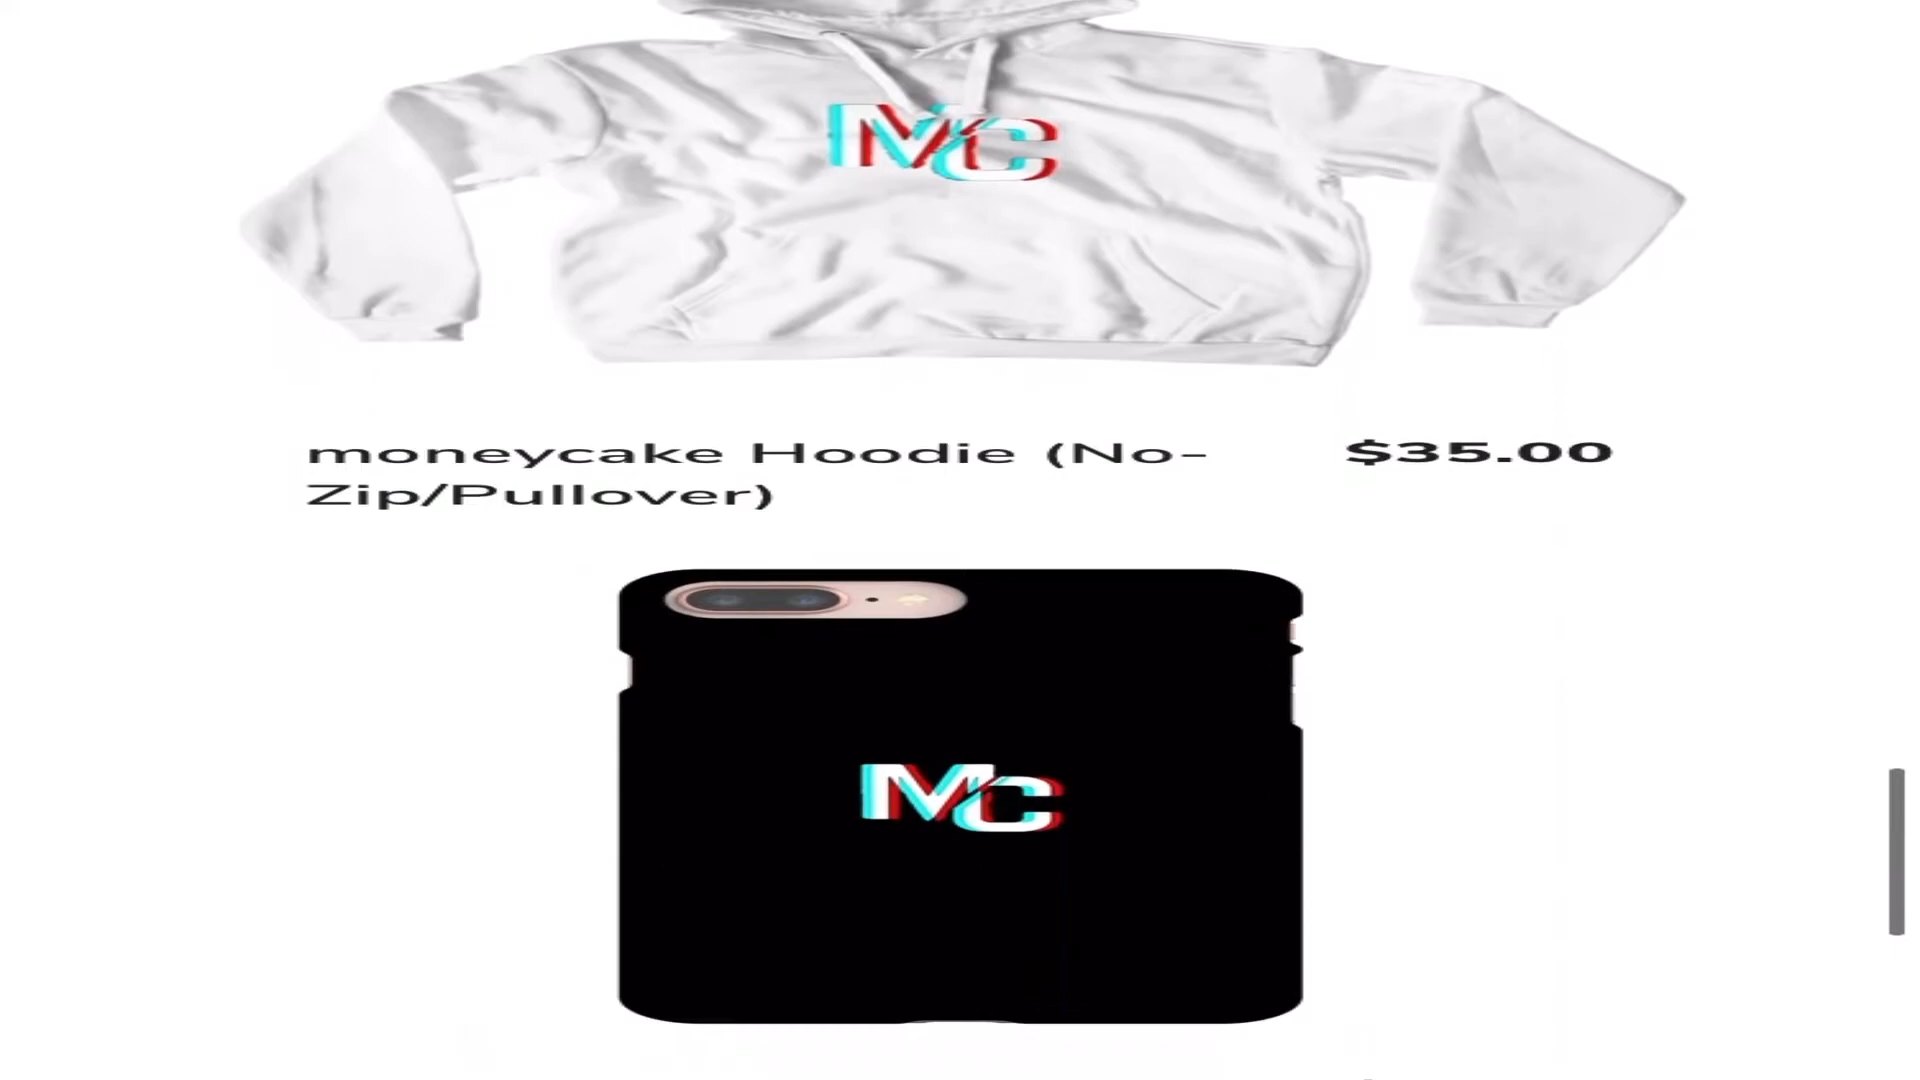 MC
moneycake Hoodie (No-
Zip/Pullover)
$35.00
MC